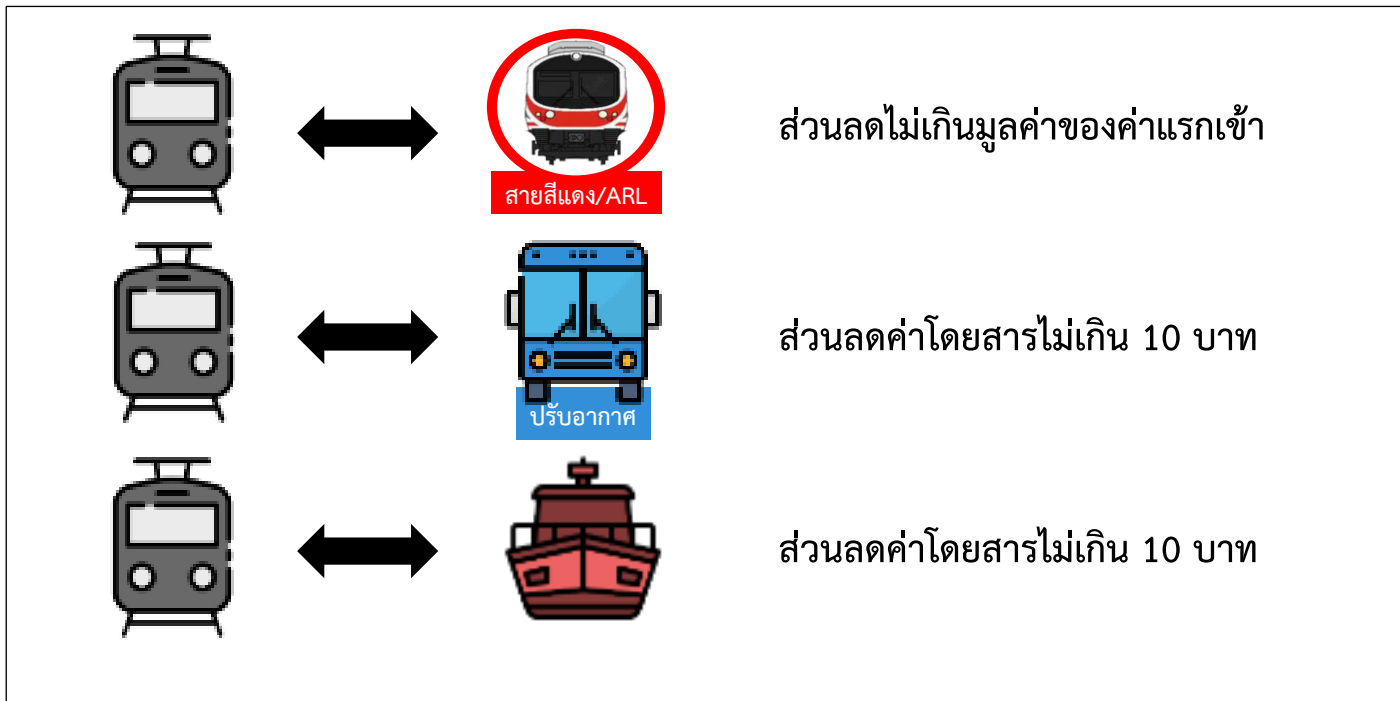 ส่วนลดไม่เกินมูลค่าของค่าแรกเข้า
สายสีแดง/ARL
ส่วนลดค่าโดยสารไม่เกิน 10 บาท
ปรับอากาศ
ส่วนลดค่าโดยสารไม่เกิน 10 บาท